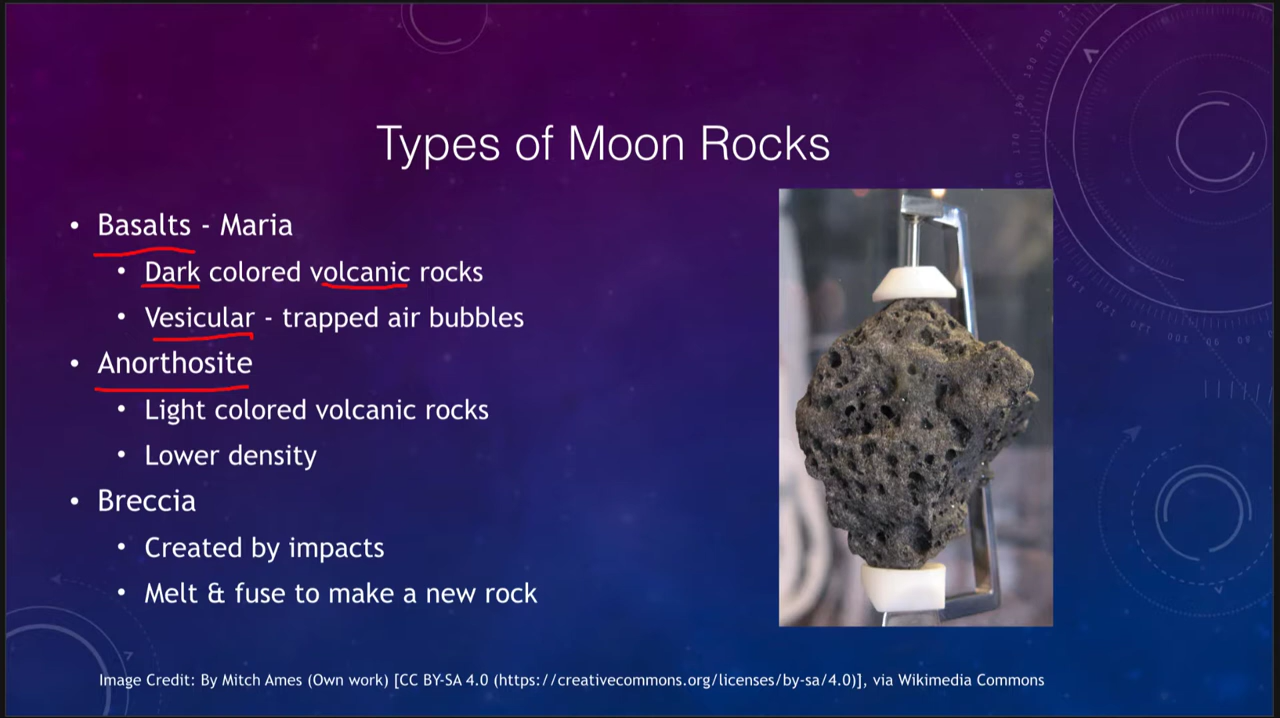 Types of Moon Rocks
• Basalts - Maria
• Dark colored volcanic rocks
• Vesicular - trapped air bubbles
• Anorthosite
• Light colored volcanic rocks
• Lower density
• Breccia
• Created by impacts
• Melt & fuse to make a new rock
Image Credit: By Mitch Ames (Own work) [CC BY-SA 4.0 (https://creativecommons.org/licenses/by-sa/4.0)], via Wikimedia Commons